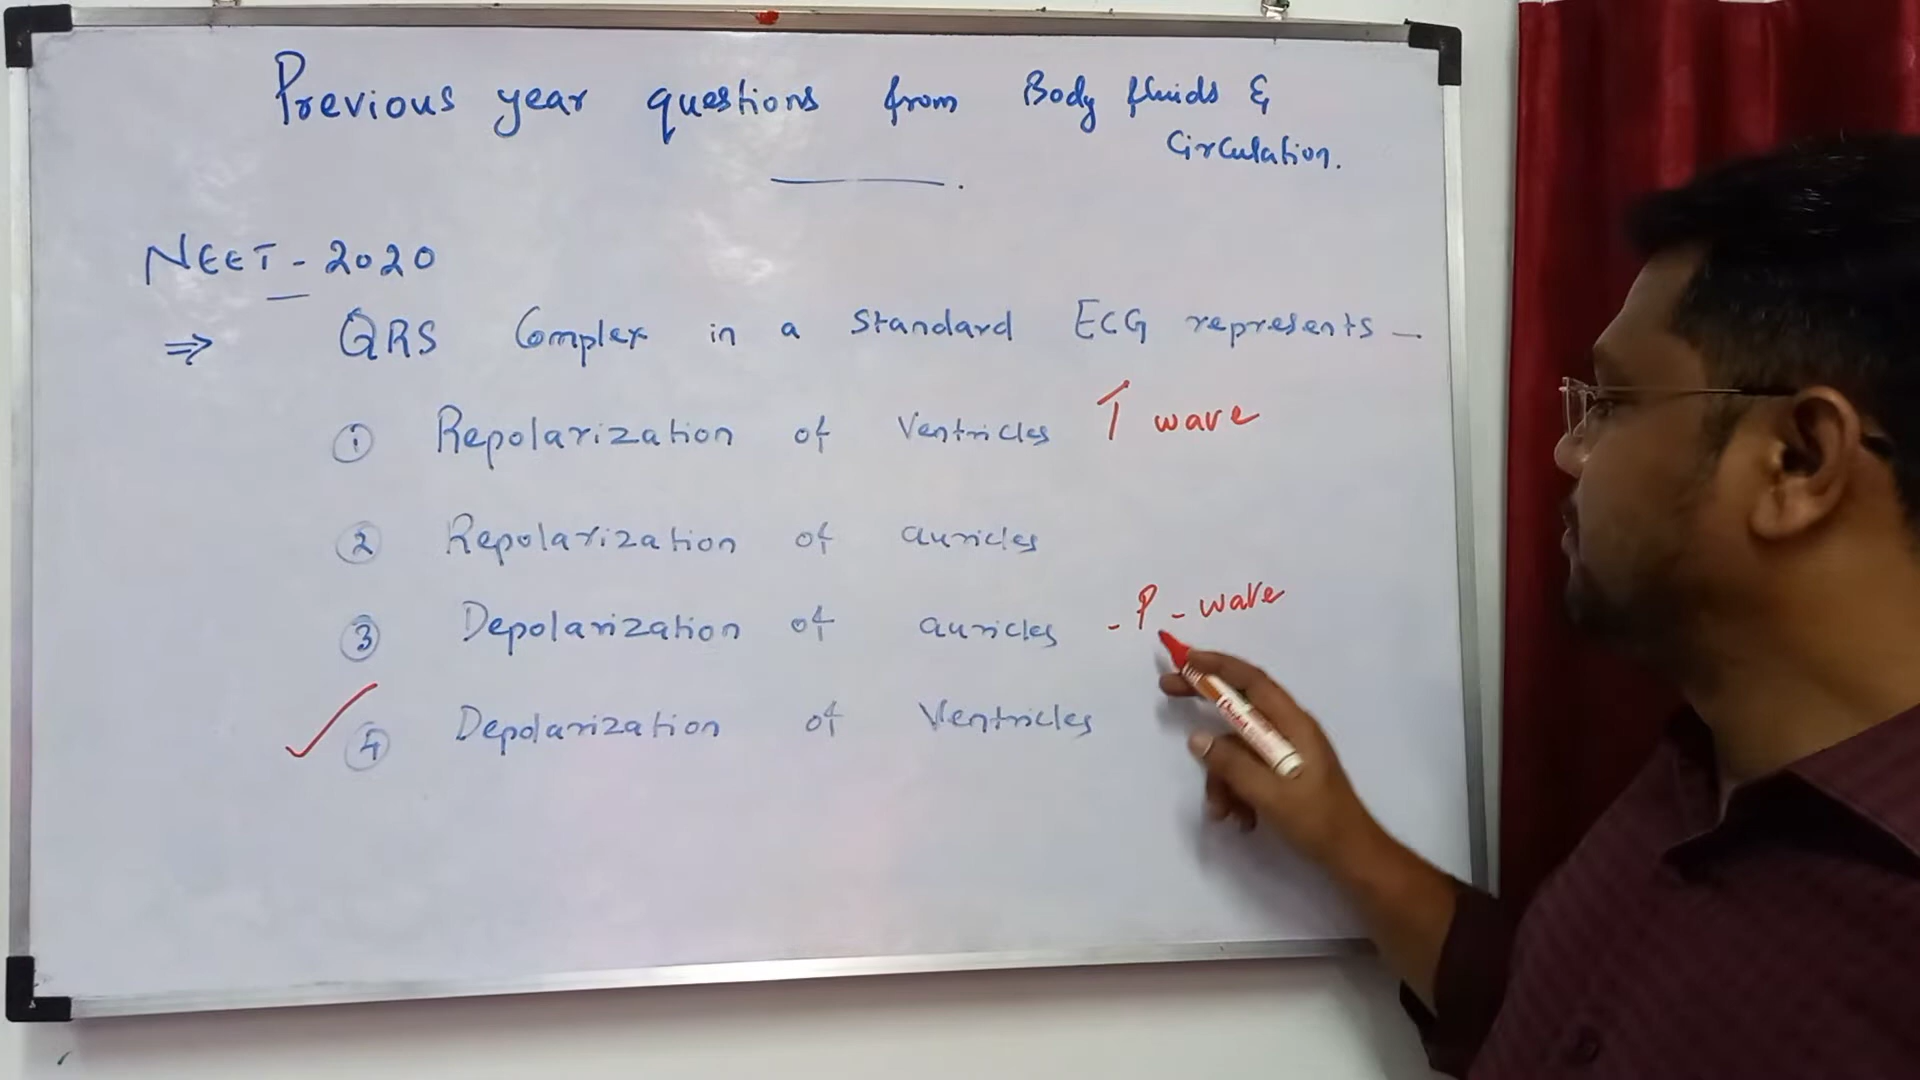 Previous year questions from Body fluids &
Circulation.
NEET - 2020
⇒ QRS Complex in a Standard ECG represents -
① Repolarization of Ventricles T wave
② Repolarization of auricles
③ Depolarization of auricles - P - wave
✓ ④ Depolarization of Ventricles